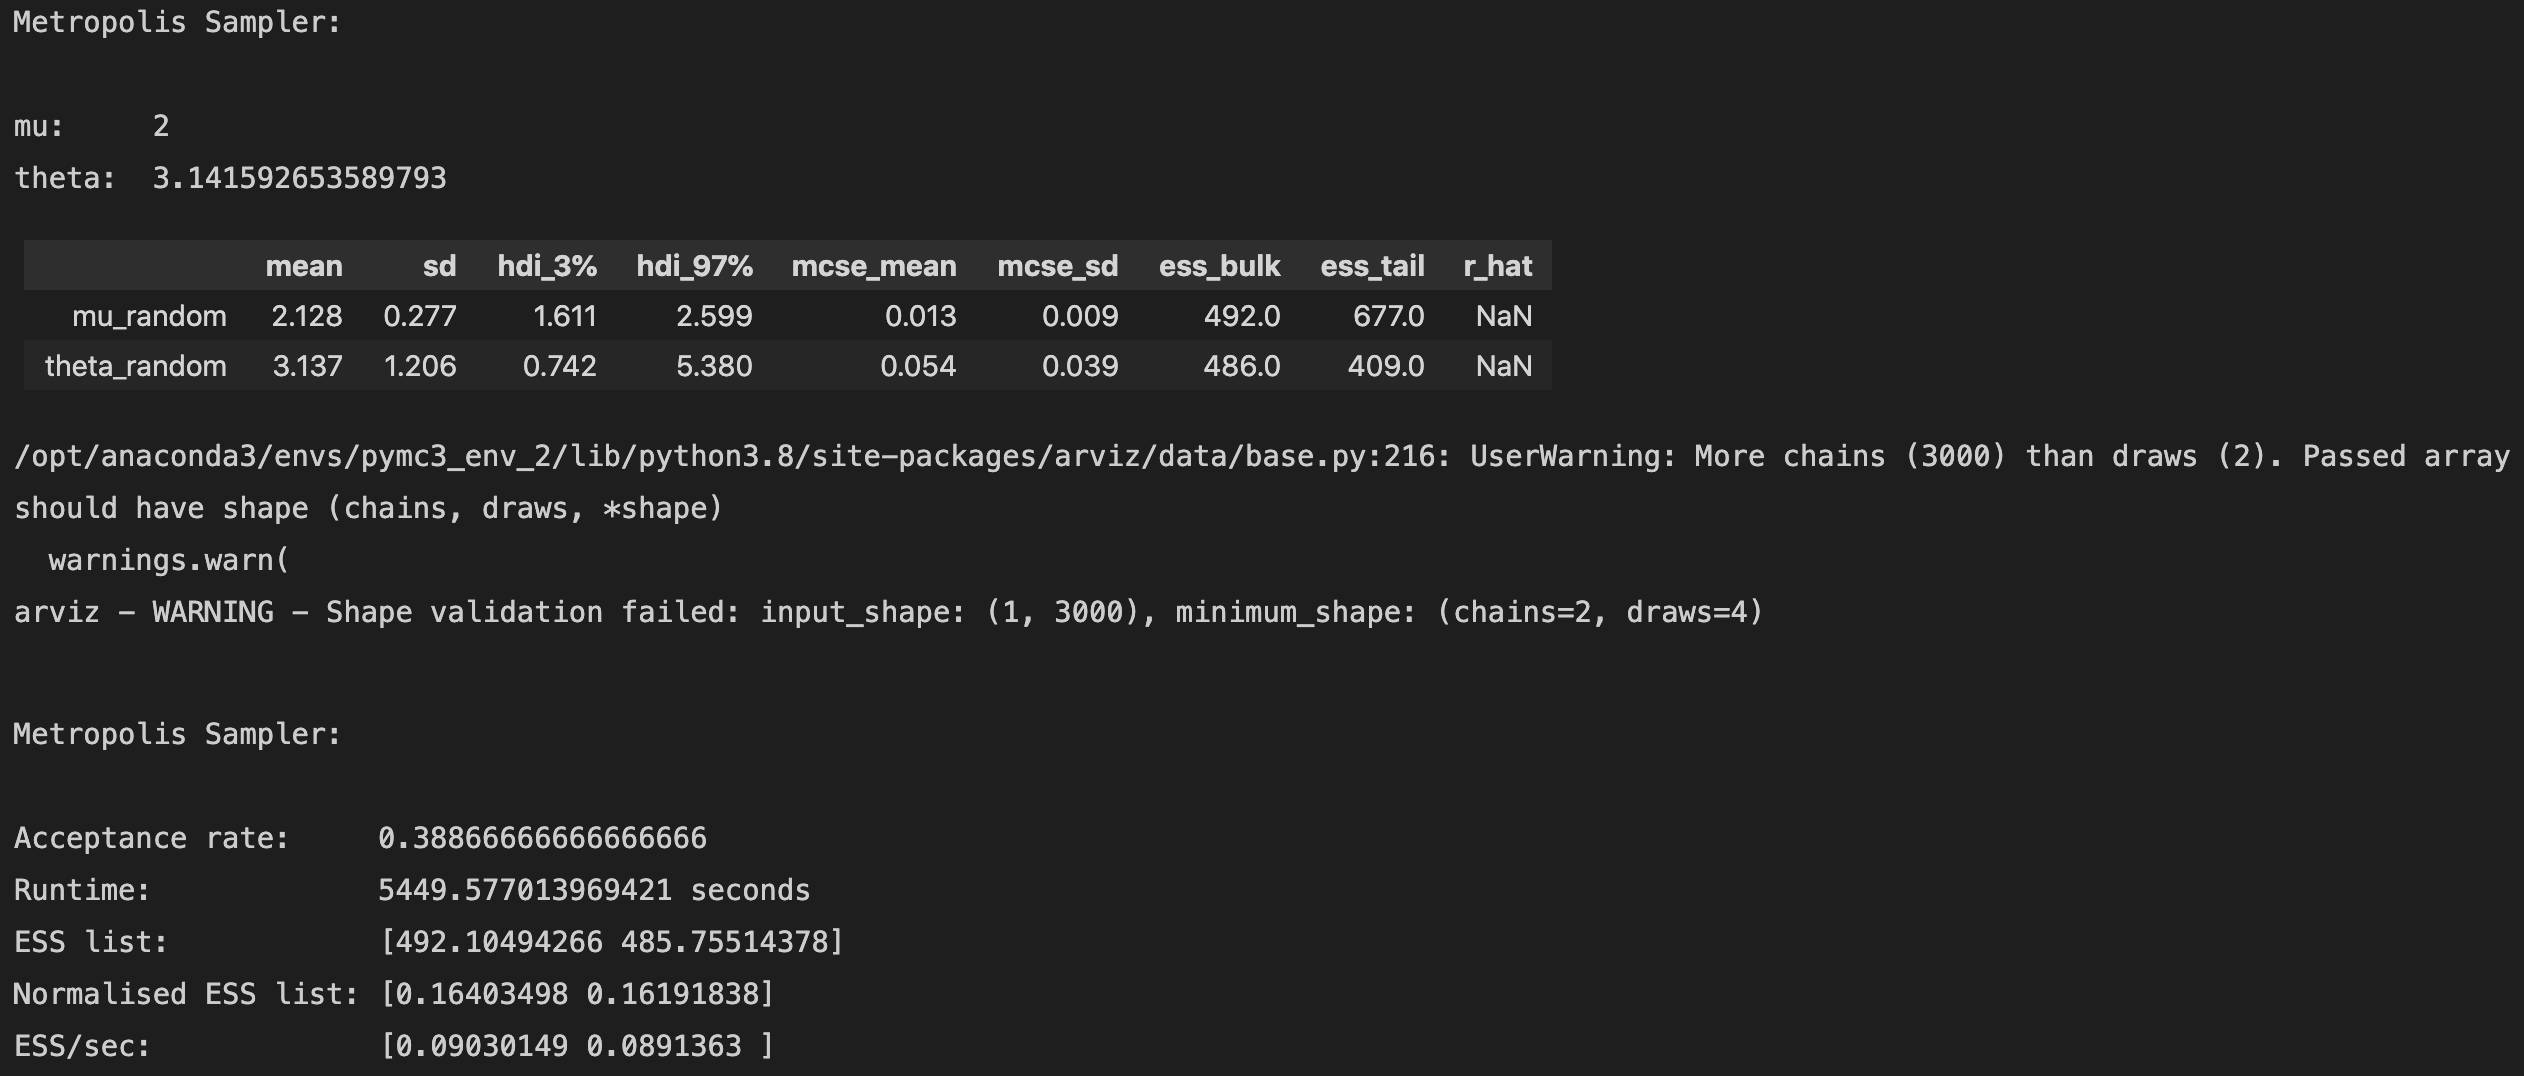 Metropolis Sampler:
mu:     2
theta:  3.141592653589793
mean sd hdi_3% hdi_97% mcse_mean mcse_sd ess_bulk ess_tail r_hat
mu_random 2.128 0.277 1.611 2.599 0.013 0.009 492.0 677.0 NaN
theta_random 3.137 1.206 0.742 5.380 0.054 0.039 486.0 409.0 NaN
/opt/anaconda3/envs/pymc3_env_2/lib/python3.8/site-packages/arviz/data/base.py:216: UserWarning: More chains (3000) than draws (2). Passed array
should have shape (chains, draws, *shape)
  warnings.warn(
arviz - WARNING - Shape validation failed: input_shape: (1, 3000), minimum_shape: (chains=2, draws=4)
Metropolis Sampler:
Acceptance rate:     0.38866666666666666
Runtime:             5449.577013969421 seconds
ESS list:            [492.10494266 485.75514378]
Normalised ESS list: [0.16403498 0.16191838]
ESS/sec:             [0.09030149 0.0891363 ]